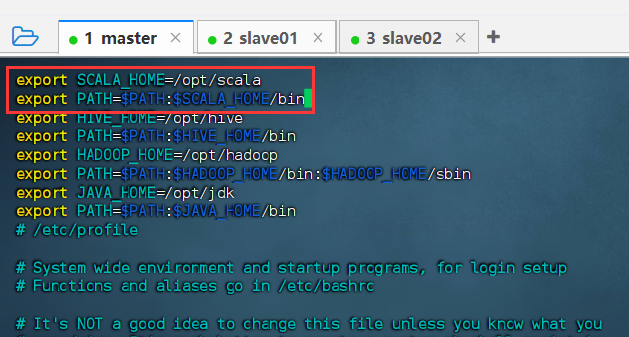 1 master × 2 slave01 × 3 slave02 × +
export SCALA_HOME=/opt/scala
export PATH=$PATH:$SCALA_HOME/bin
export HIVE_HOME=/opt/hive
export PATH=$PATH:$HIVE_HOME/bin
export HADOOP_HOME=/opt/hadoop
export PATH=$PATH:$HADOOP_HOME/bin:$HADOOP_HOME/sbin
export JAVA_HOME=/opt/jdk
export PATH=$PATH:$JAVA_HOME/bin
# /etc/profile
# System wide environment and startup programs, for login setup
# Functions and aliases go in /etc/bashrc
# It's NOT a good idea to change this file unless you know what you